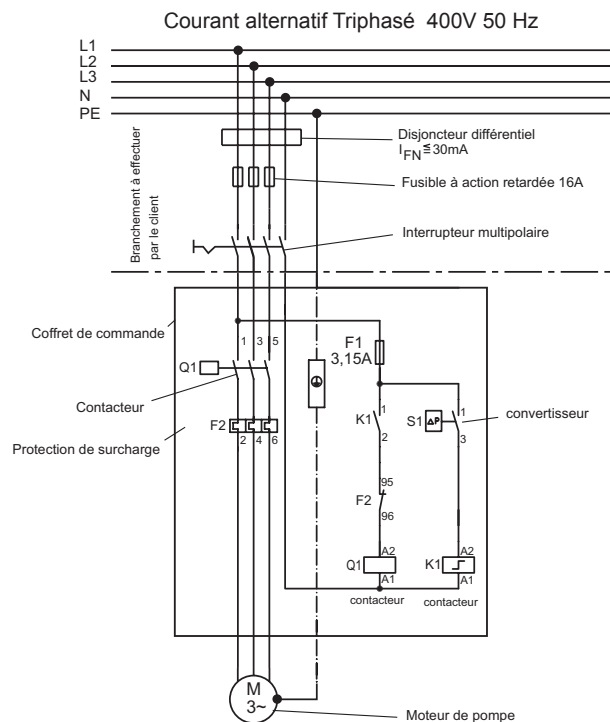 Courant alternatif Triphasé 400V 50 Hz
L1
L2
L3
N
PE
Branchement à effectuer
par le client
Disjoncteur différentiel
IFN≦30mA
Fusible à action retardée 16A
Interrupteur multipolaire
Coffret de commande
1 3 5
Q1
Contacteur
Protection de surcharge
F2
2 4 6
F1
3,15A
K1
1
2
S1
ΔP
1
3
convertisseur
95
F2
96
Q1
A2
A1
contacteur
K1
A2
A1
contacteur
M
3~
Moteur de pompe